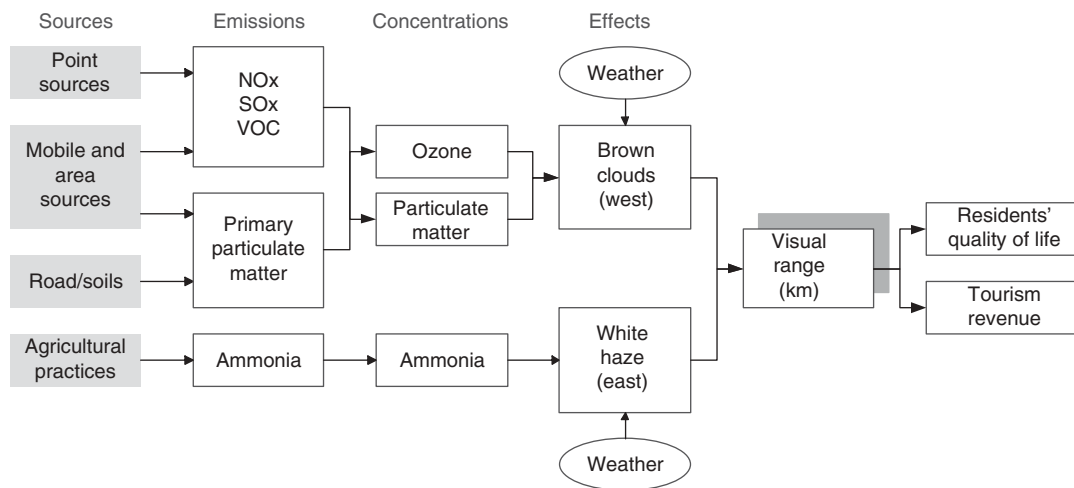 Sources
Emissions
Concentrations
Effects
Point
sources
Mobile and
area
sources
Road/soils
Agricultural
practices
NOx
SOx
VOC
Primary
particulate
matter
Ammonia
Ozone
Particulate
matter
Ammonia
Weather
Brown
clouds
(west)
White
haze
(east)
Weather
Visual
range
(km)
Residents’
quality of life
Tourism
revenue